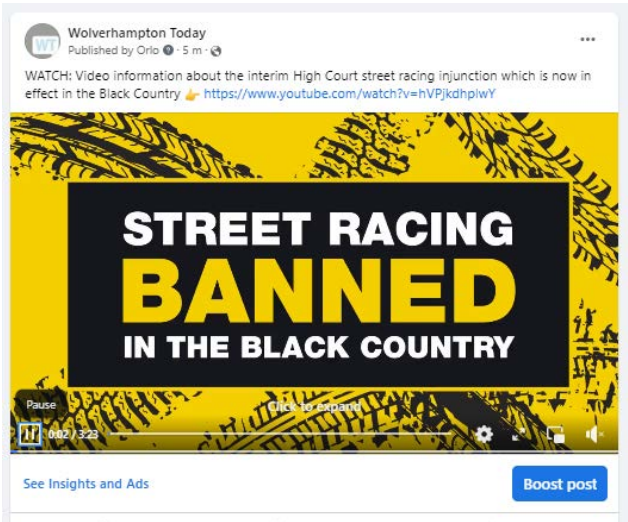 Wolverhampton Today
Published by Orlo · 5 m ·
WATCH: Video information about the interim High Court street racing injunction which is now in
effect in the Black Country 👉 https://www.youtube.com/watch?v=hVPjkdhplwY
STREET RACING
BANNED
IN THE BLACK COUNTRY
Pause
Click to expand
0:02 / 3:23
See Insights and Ads
Boost post
WT